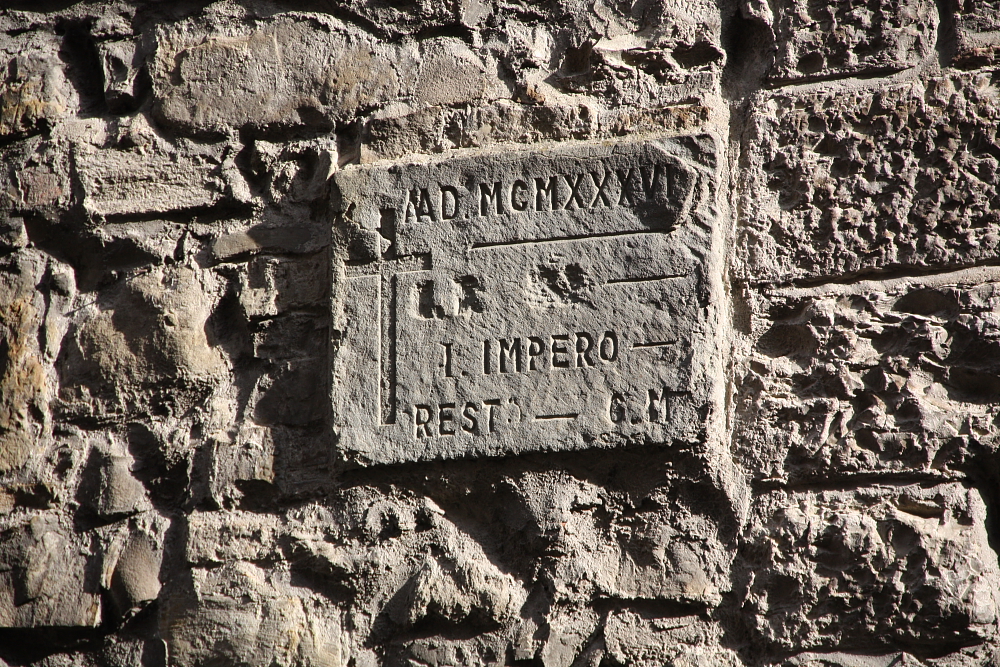 AD. MCMXXXVI
I. IMPERO
REST. G.M